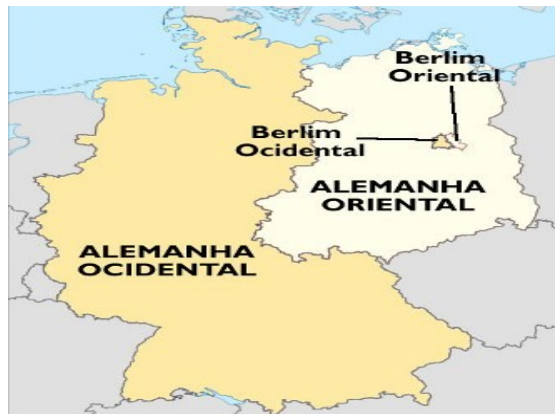 Berlim
Oriental
Berlim
Ocidental
ALEMANHA
ORIENTAL
ALEMANHA
OCIDENTAL